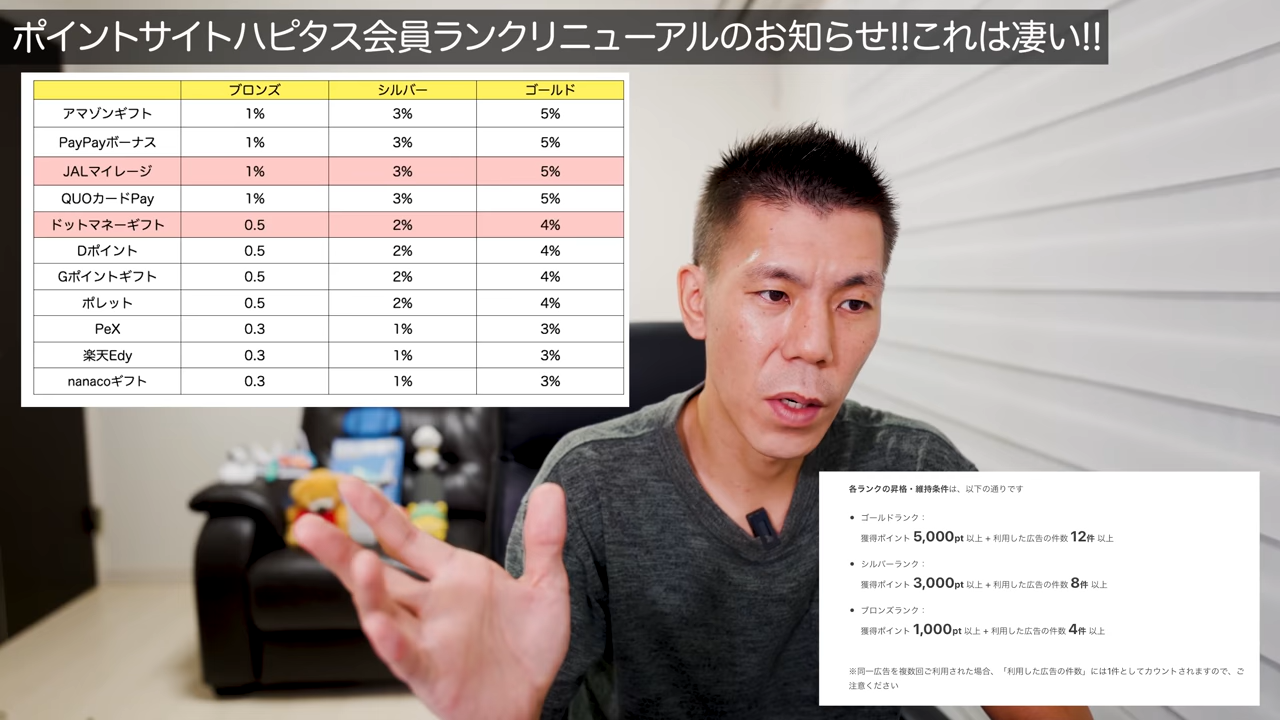 ポイントサイトハピタス会員ランクリニューアルのお知らせ!!これは凄い!!
ブロンズ シルバー ゴールド
アマゾンギフト 1% 3% 5%
PayPayボーナス 1% 3% 5%
JALマイレージ 1% 3% 5%
QUOカードPay 1% 3% 5%
ドットマネーギフト 0.5 2% 4%
Dポイント 0.5 2% 4%
Gポイントギフト 0.5 2% 4%
ポレット 0.5 2% 4%
PeX 0.3 1% 3%
楽天Edy 0.3 1% 3%
nanacoギフト 0.3 1% 3%
各ランクの昇格・維持条件は、以下の通りです
• ゴールドランク：
獲得ポイント 5,000pt 以上 + 利用した広告の件数 12件 以上
• シルバーランク：
獲得ポイント 3,000pt 以上 + 利用した広告の件数 8件 以上
• ブロンズランク：
獲得ポイント 1,000pt 以上 + 利用した広告の件数 4件 以上
※同一広告を複数回ご利用された場合、「利用した広告の件数」には1件としてカウントされますので、ご
注意ください